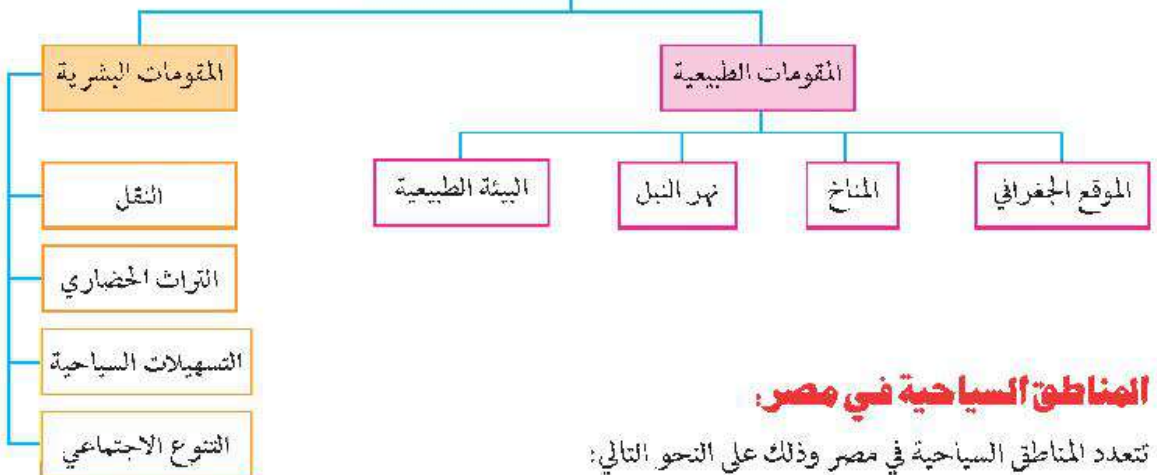 المقومات الطبيعية
المقومات البشرية
الموقع الجغرافي
المناخ
نهر النيل
البيئة الطبيعية
النقل
التراث الحضاري
التسهيلات السياحية
التنوع الاجتماعي
المناطق السياحية في مصر:
تتعدد المناطق السياحية في مصر وذلك على النحو التالي: